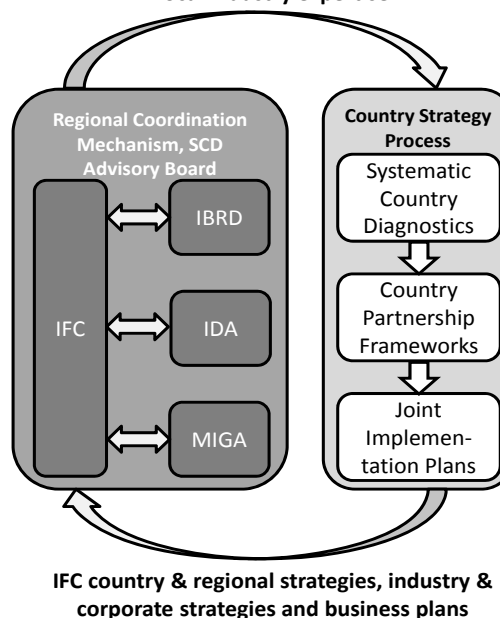 Regional Coordination
Mechanism, SCD
Advisory Board
IFC
IBRD
IDA
MIGA
Country Strategy
Process
Systematic
Country
Diagnostics
Country
Partnership
Frameworks
Joint
Implemen-
tation Plans
IFC country & regional strategies, industry &
corporate strategies and business plans